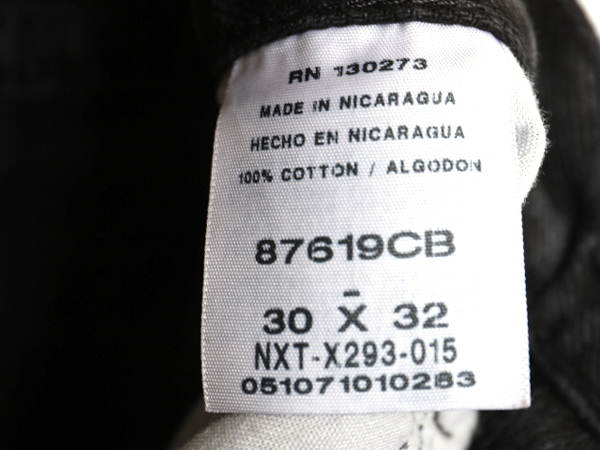 RN 130273
MADE IN NICARAGUA
HECHO EN NICARAGUA
100% COTTON / ALGODON
87619CB
30 X 32
NXT-X293-015
051071010283